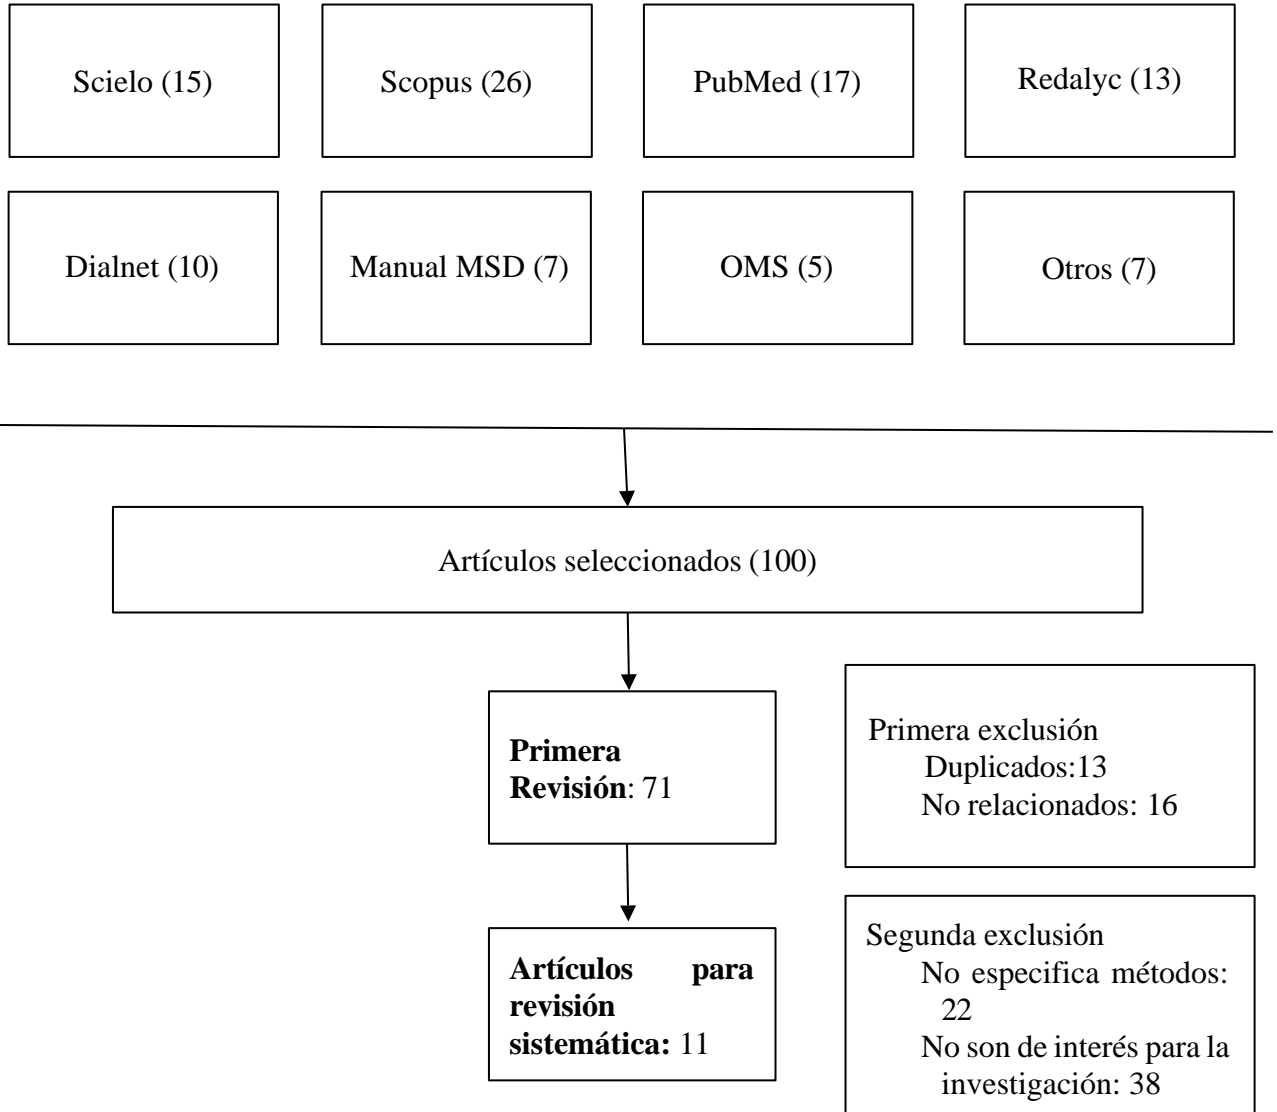 Scielo (15)
Scopus (26)
PubMed (17)
Redalyc (13)
Dialnet (10)
Manual MSD (7)
OMS (5)
Otros (7)
Artículos seleccionados (100)
Primera
Revisión: 71
Primera exclusión
Duplicados:13
No relacionados: 16
Artículos para
revisión
sistemática: 11
Segunda exclusión
No especifica métodos:
22
No son de interés para la
investigación: 38